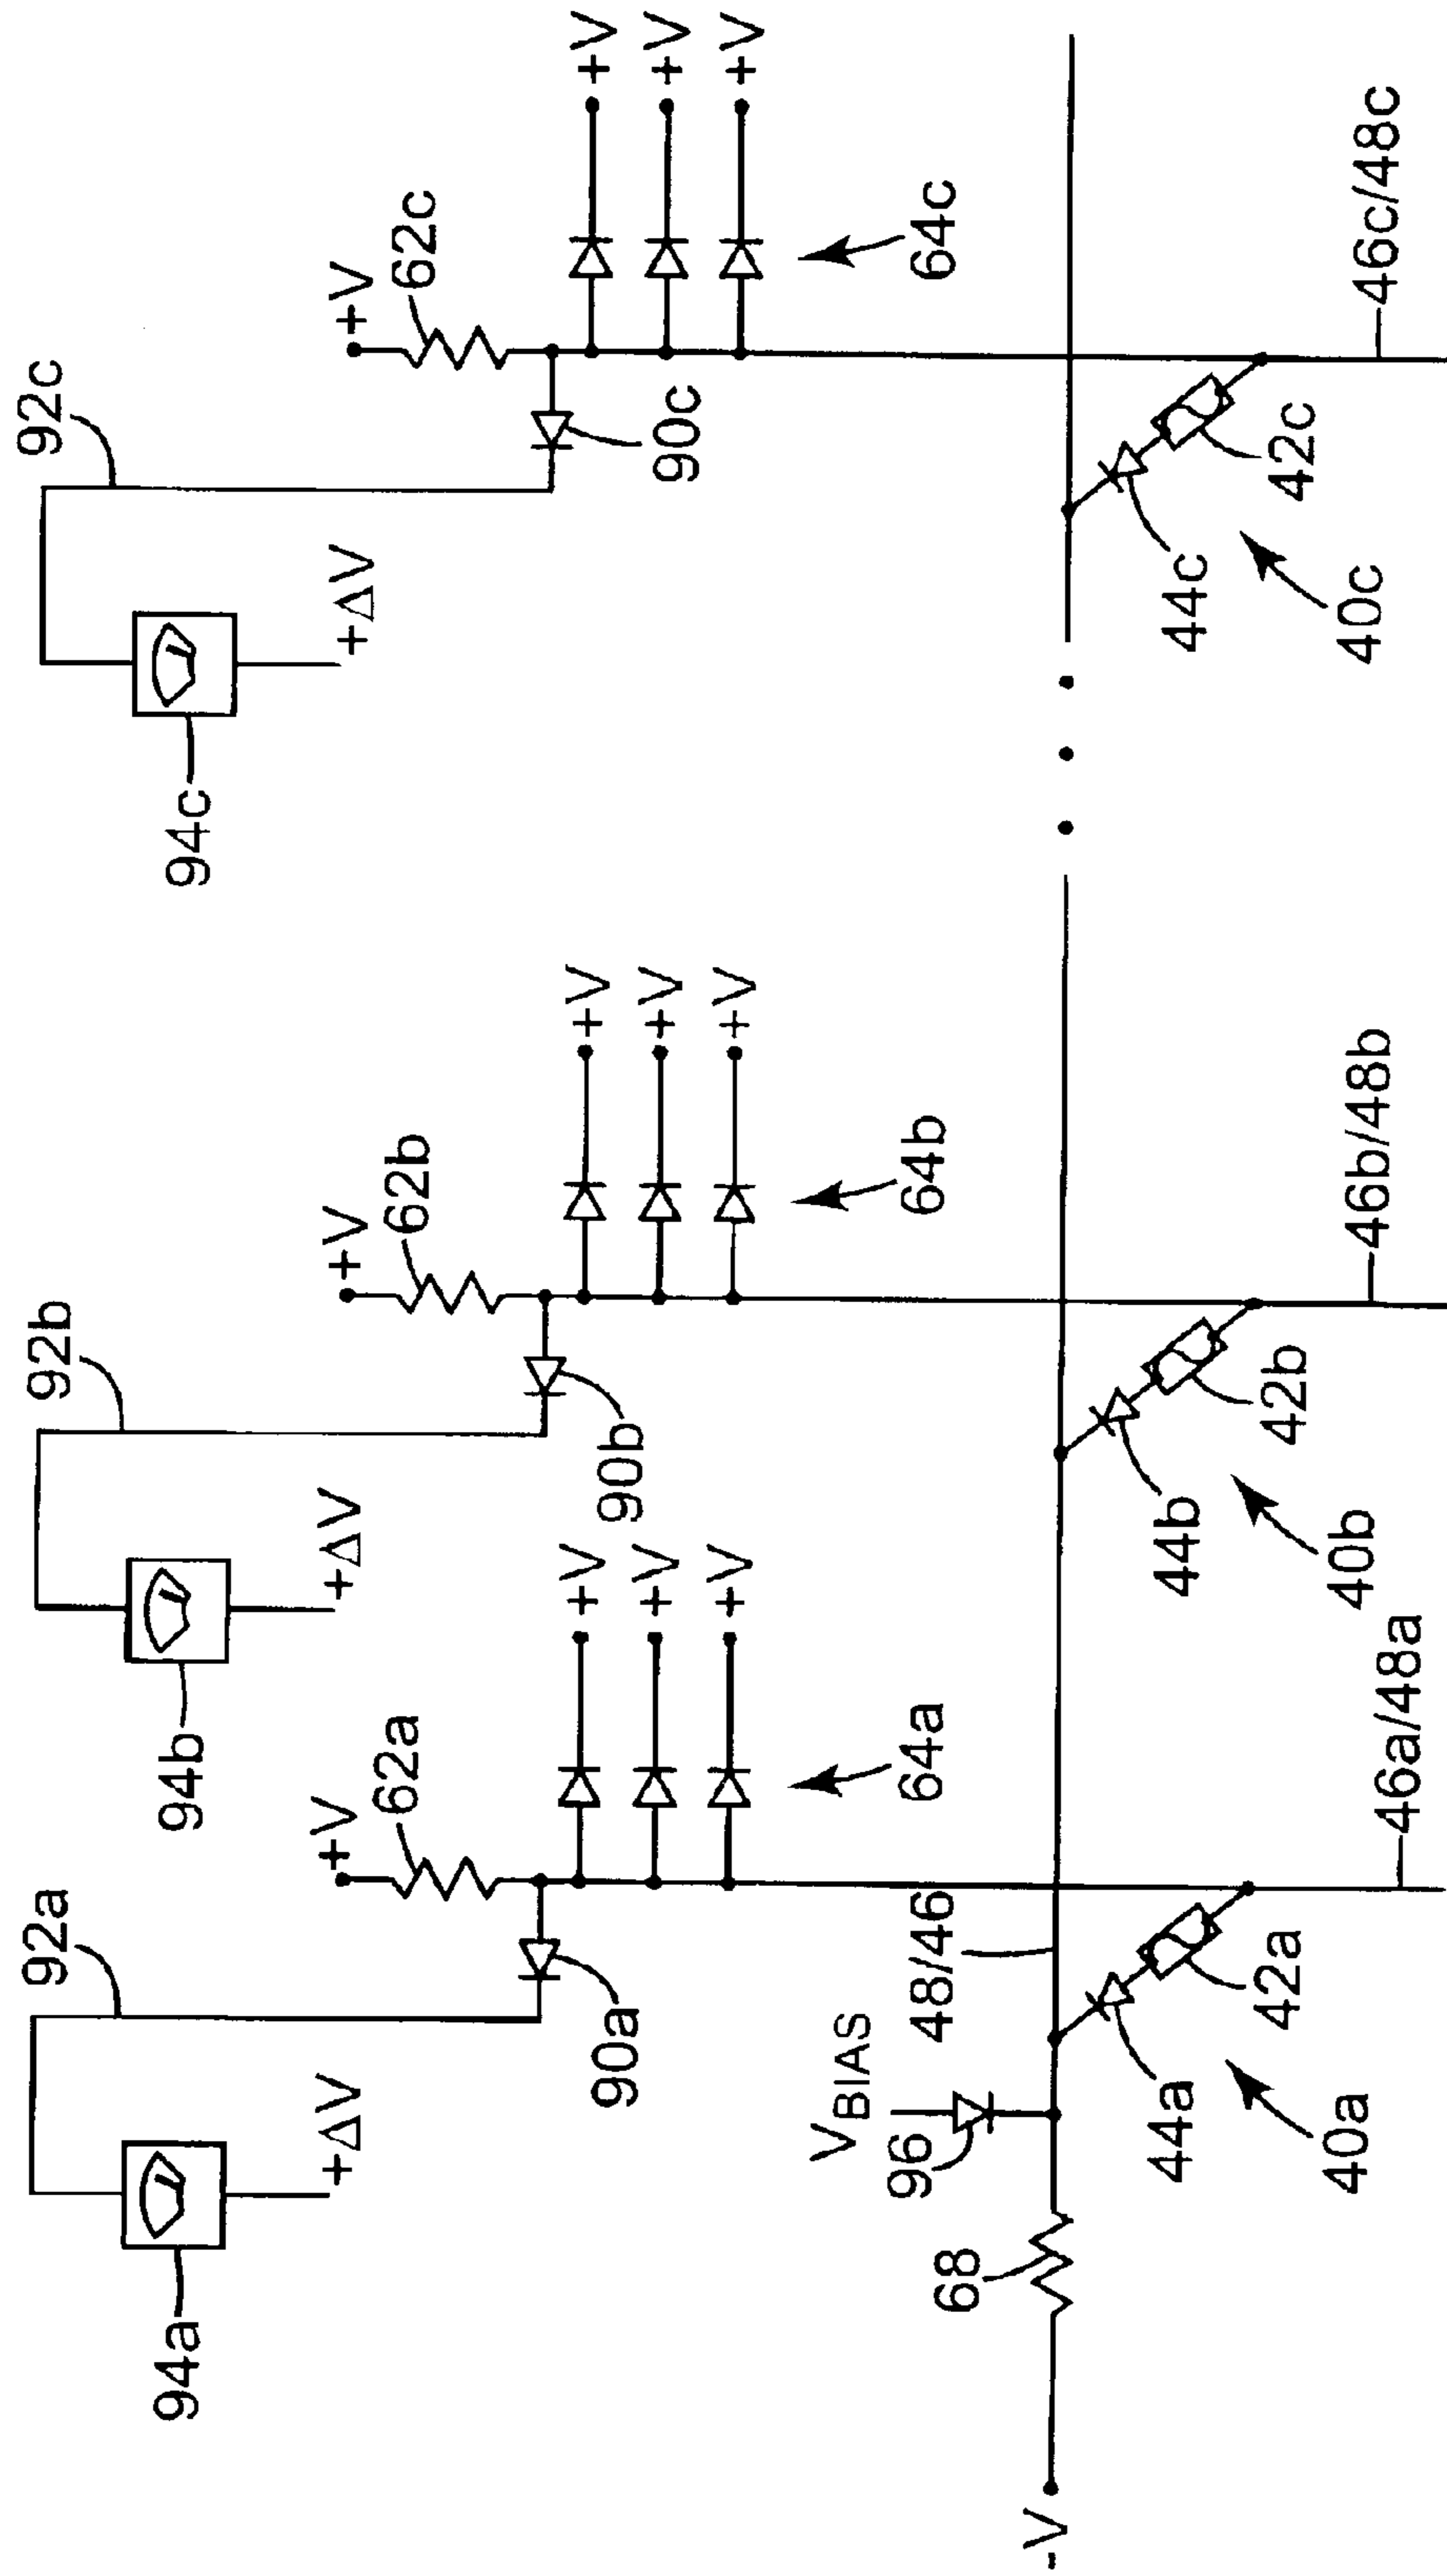 92a
92b
92c
94a
+ΔV
94b
+ΔV
94c
+ΔV
+V
62a
+V
62b
+V
62c
90a
90b
90c
+V
+V
+V
+V
+V
+V
+V
+V
+V
64a
64b
64c
VBIAS
96
48/46
68
-V
44a
42a
44b
42b
44c
42c
40a
40b
40c
46a/48a
46b/48b
46c/48c